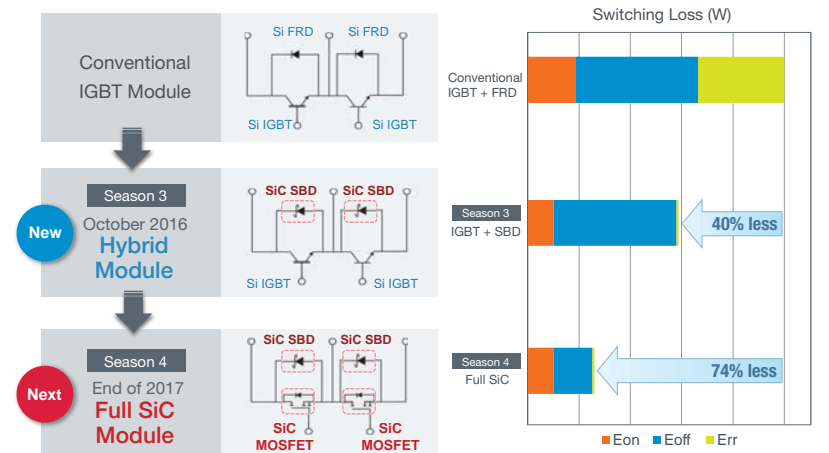 Conventional
IGBT Module
Si FRD
Si FRD
Si IGBT
Si IGBT
New
Season 3
October 2016
Hybrid
Module
SiC SBD
SiC SBD
Si IGBT
Si IGBT
Next
Season 4
End of 2017
Full SiC
Module
SiC SBD
SiC SBD
SiC
MOSFET
SiC
MOSFET
Switching Loss (W)
Conventional
IGBT + FRD
Season 3
IGBT + SBD
40% less
Season 4
Full SiC
74% less
Eon
Eoff
Err